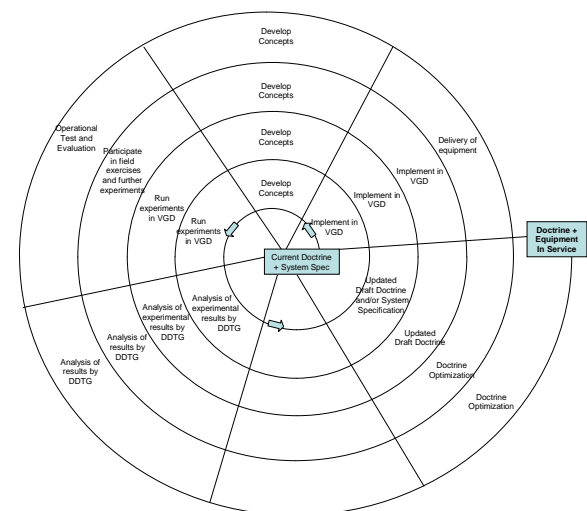 Develop
Concepts
Develop
Concepts
Develop
Concepts
Develop
Concepts
Operational
Test and
Evaluation
Participate
in field
exercises
and further
experiments
Run
experiments
in VGD
Run
experiments
in VGD
Implement in
VGD
Implement in
VGD
Implement in
VGD
Delivery of
equipment
Current Doctrine
+ System Spec
Doctrine +
Equipment
In Service
Analysis of
results by
DDTG
Analysis of
results by
DDTG
Analysis of
experimental
results by
DDTG
Analysis of
experimental
results by
DDTG
Updated
Draft Doctrine
and/or System
Specification
Updated
Draft Doctrine
Doctrine
Optimization
Doctrine
Optimization